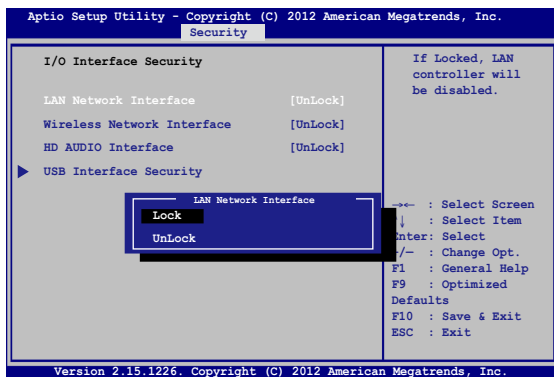 Aptio Setup Utility - Copyright (C) 2012 American Megatrends, Inc.
Security
I/O Interface Security
LAN Network Interface [UnLock]
Wireless Network Interface [UnLock]
HD AUDIO Interface [UnLock]
USB Interface Security
LAN Network Interface
Lock
UnLock
If Locked, LAN
controller will
be disabled.
→← : Select Screen
↓ : Select Item
Enter: Select
/— : Change Opt.
F1 : General Help
F9 : Optimized
Defaults
F10 : Save & Exit
ESC : Exit
Version 2.15.1226. Copyright (C) 2012 American Megatrends, Inc.